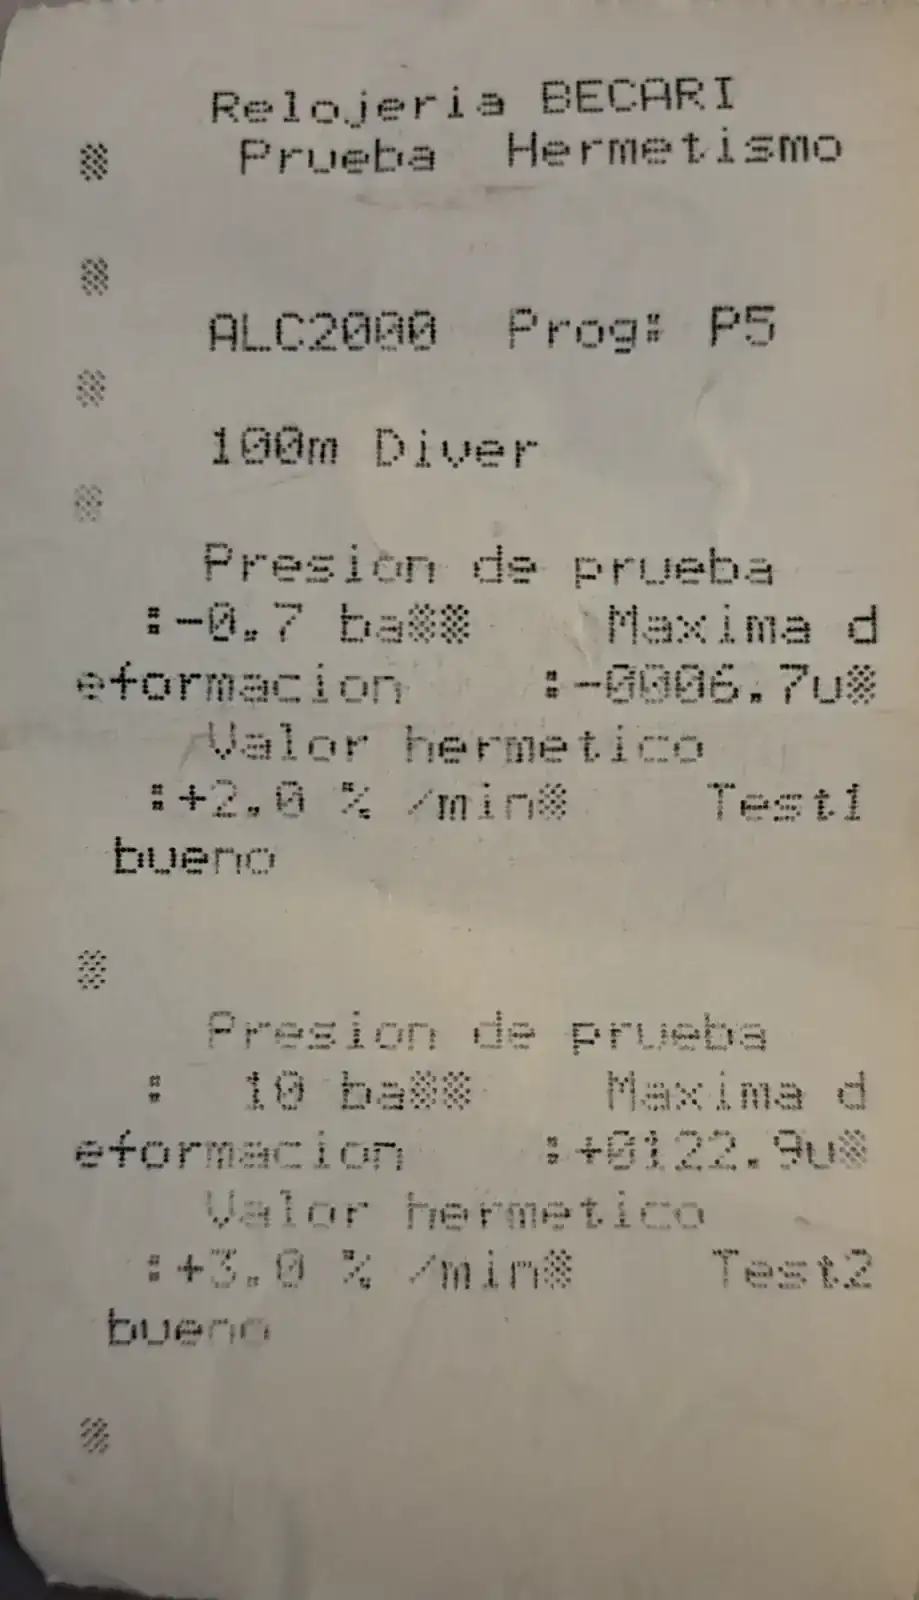 Relojeria BECARI
▒ Prueba Hermetismo
▒
ALC2000 Prog: P5
▒
100m Diver
▒
Presion de prueba
:-0.7 ba▒▒ Maxima d
eformacion :-0006.7u▒
Valor hermetico
:+2.0 % /min▒ Test1
bueno
▒
Presion de prueba
: 10 ba▒▒ Maxima d
eformacion :+0122.9u▒
Valor hermetico
:+3.0 % /min▒ Test2
bueno
▒